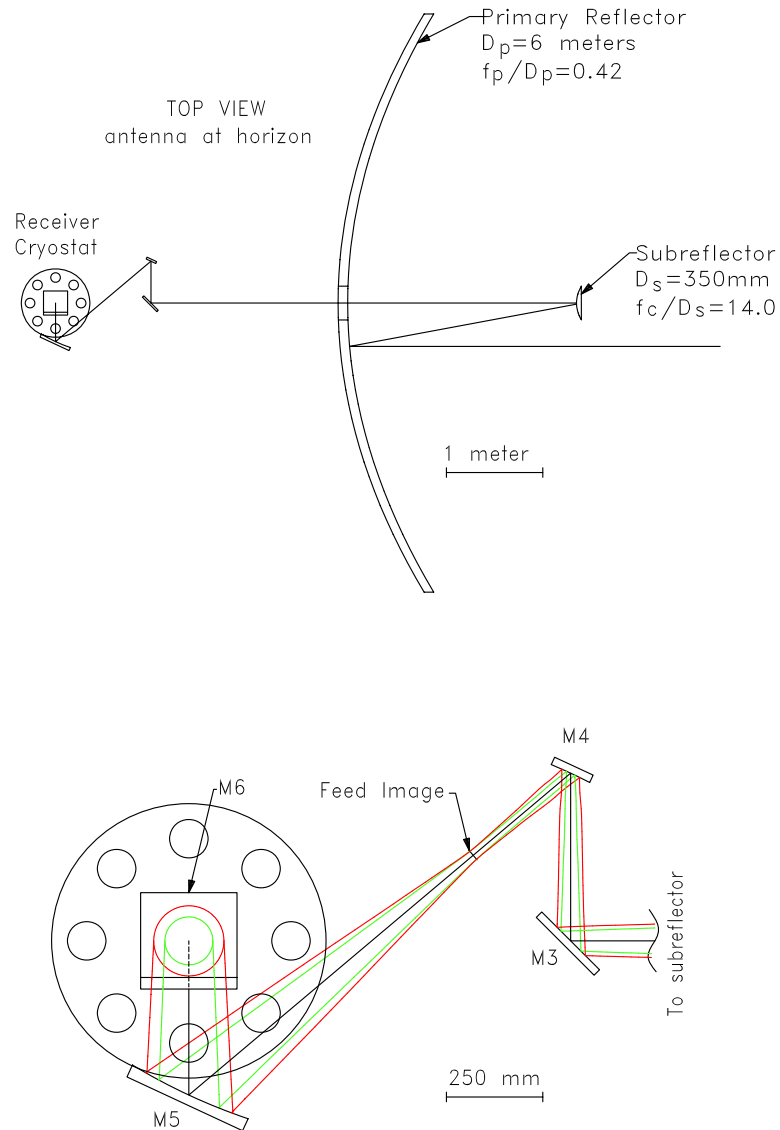 Primary Reflector
Dp=6 meters
fp/Dp=0.42
TOP VIEW
antenna at horizon
Receiver
Cryostat
Subreflector
Ds=350mm
fc/Ds=14.0
1 meter
M4
M6
Feed Image
M3
To subreflector
250 mm
M5